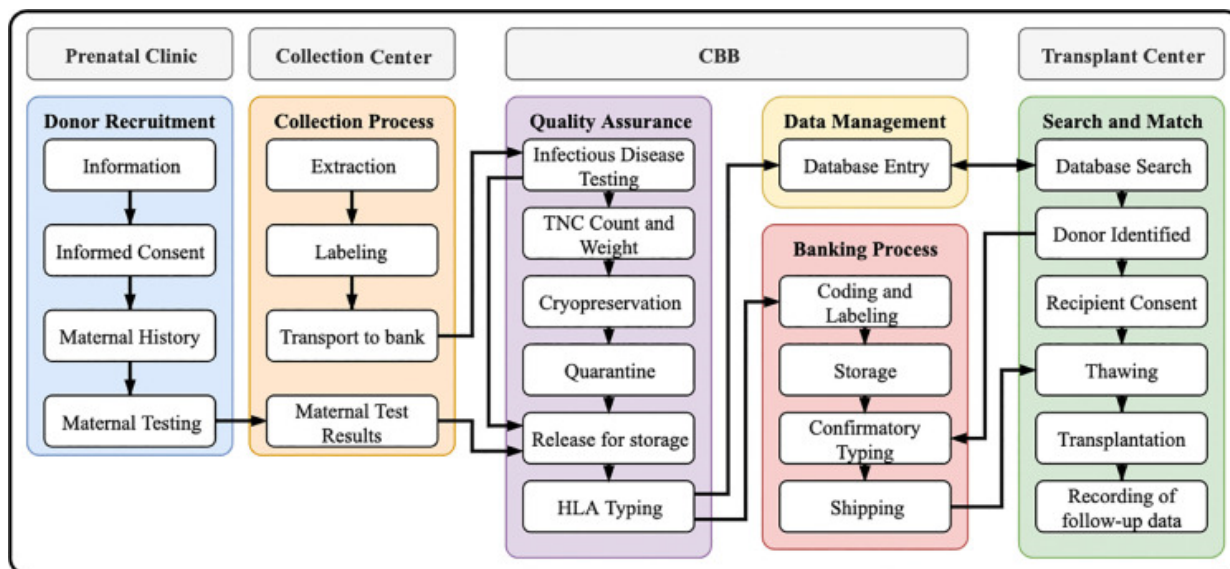 Prenatal Clinic
Collection Center
CBB
Transplant Center
Donor Recruitment
Information
Informed Consent
Maternal History
Maternal Testing
Collection Process
Extraction
Labeling
Transport to bank
Maternal Test
Results
Quality Assurance
Infectious Disease
Testing
TNC Count and
Weight
Cryopreservation
Quarantine
Release for storage
HLA Typing
Data Management
Database Entry
Banking Process
Coding and
Labeling
Storage
Confirmatory
Typing
Shipping
Search and Match
Database Search
Donor Identified
Recipient Consent
Thawing
Transplantation
Recording of
follow-up data